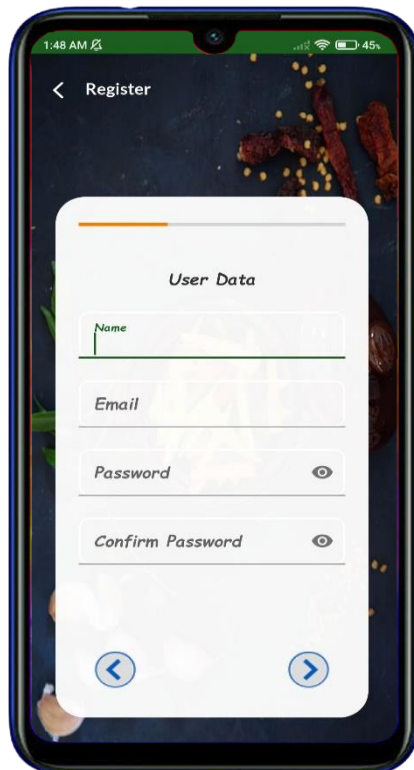 1:48 AM 45%
Register
User Data
Name
Email
Password
Confirm Password